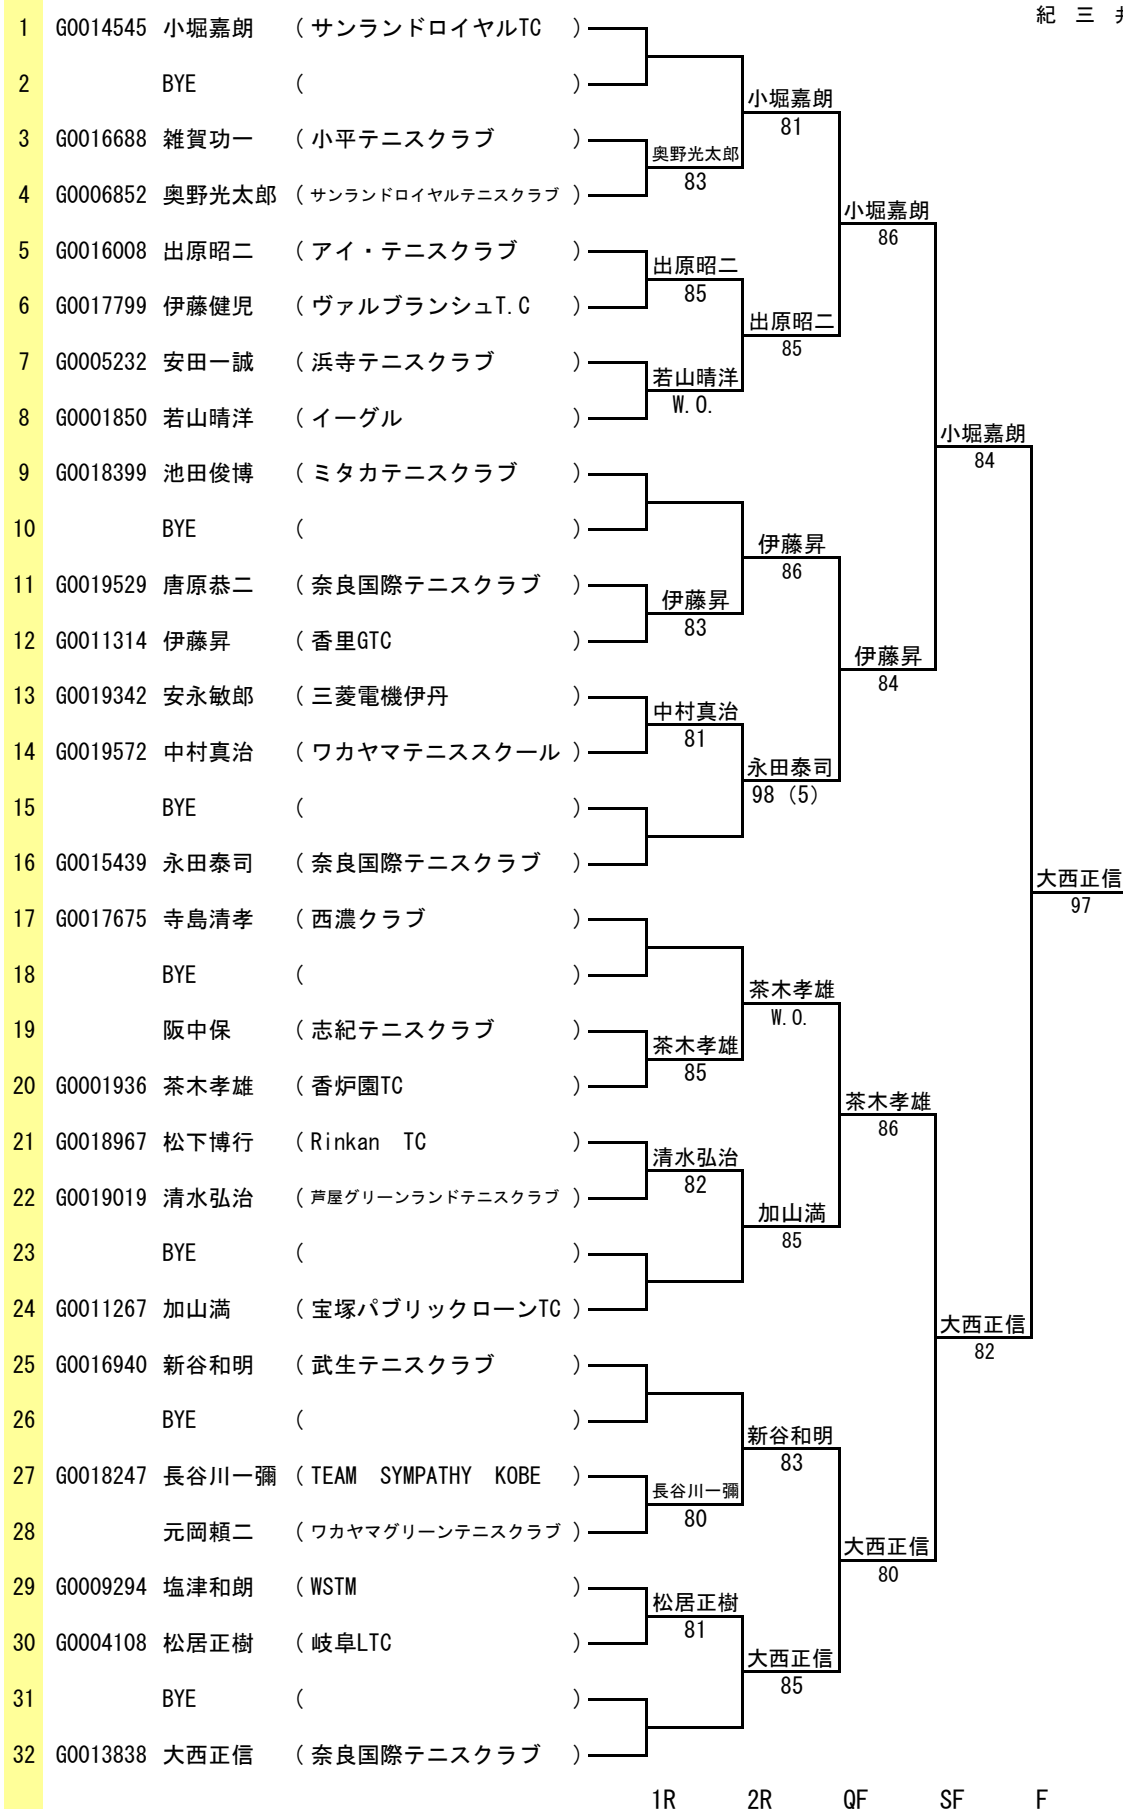 紀 三
1 G0014545 小堀嘉朗 ( サンランドロイヤルTC )
2 BYE ( )
小堀嘉朗
81
3 G0016688 雑賀功一 ( 小平テニスクラブ )
奥野光太郎
83
4 G0006852 奥野光太郎 ( サンランドロイヤルテニスクラブ )
小堀嘉朗
86
5 G0016008 出原昭二 ( アイ・テニスクラブ )
出原昭二
85
6 G0017799 伊藤健児 ( ヴァルブランシュT.C )
出原昭二
85
7 G0005232 安田一誠 ( 浜寺テニスクラブ )
若山晴洋
W.O.
8 G0001850 若山晴洋 ( イーグル )
小堀嘉朗
84
9 G0018399 池田俊博 ( ミタカテニスクラブ )
10 BYE ( )
伊藤昇
86
11 G0019529 唐原恭二 ( 奈良国際テニスクラブ )
伊藤昇
83
12 G0011314 伊藤昇 ( 香里GTC )
伊藤昇
84
13 G0019342 安永敏郎 ( 三菱電機伊丹 )
中村真治
81
14 G0019572 中村真治 ( ワカヤマテニススクール )
永田泰司
98 (5)
15 BYE ( )
16 G0015439 永田泰司 ( 奈良国際テニスクラブ )
大西正信
97
17 G0017675 寺島清孝 ( 西濃クラブ )
18 BYE ( )
茶木孝雄
W.O.
19 阪中保 ( 志紀テニスクラブ )
茶木孝雄
85
20 G0001936 茶木孝雄 ( 香炉園TC )
茶木孝雄
86
21 G0018967 松下博行 ( Rinkan TC )
清水弘治
82
22 G0019019 清水弘治 ( 芦屋グリーンランドテニスクラブ )
加山満
85
23 BYE ( )
24 G0011267 加山満 ( 宝塚パブリックローンTC )
大西正信
82
25 G0016940 新谷和明 ( 武生テニスクラブ )
26 BYE ( )
新谷和明
83
27 G0018247 長谷川一彌 ( TEAM SYMPATHY KOBE )
長谷川一彌
80
28 元岡頼二 ( ワカヤマグリーンテニスクラブ )
大西正信
80
29 G0009294 塩津和朗 ( WSTM )
松居正樹
81
30 G0004108 松居正樹 ( 岐阜LTC )
大西正信
85
31 BYE ( )
32 G0013838 大西正信 ( 奈良国際テニスクラブ )
1R 2R QF SF F